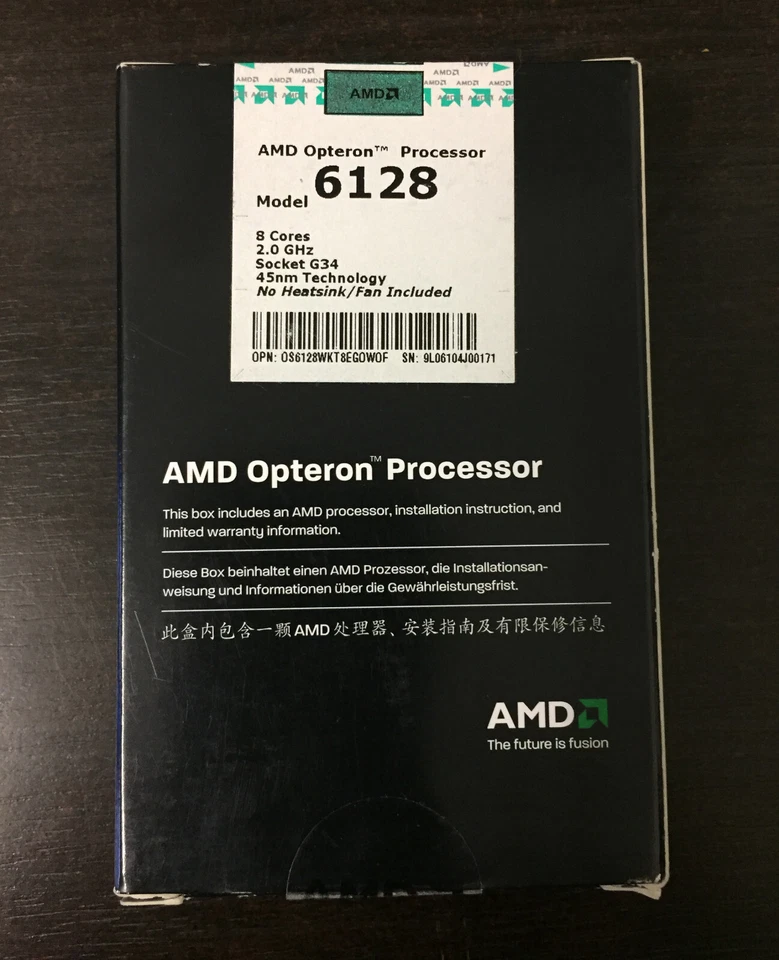 AMD
AMD Opteron™ Processor
Model 6128
8 Cores
2.0 GHz
Socket G34
45nm Technology
No Heatsink/Fan Included
OPN: OS6128WKT8EGOWOF SN: 9L06104J00171
AMD Opteron™ Processor
This box includes an AMD processor, installation instruction, and
limited warranty information.
Diese Box beinhaltet einen AMD Prozessor, die Installationsan-
weisung und Informationen über die Gewährleistungsfrist.
此盒内包含一颗AMD处理器、安装指南及有限保修信息
AMD
The future is fusion